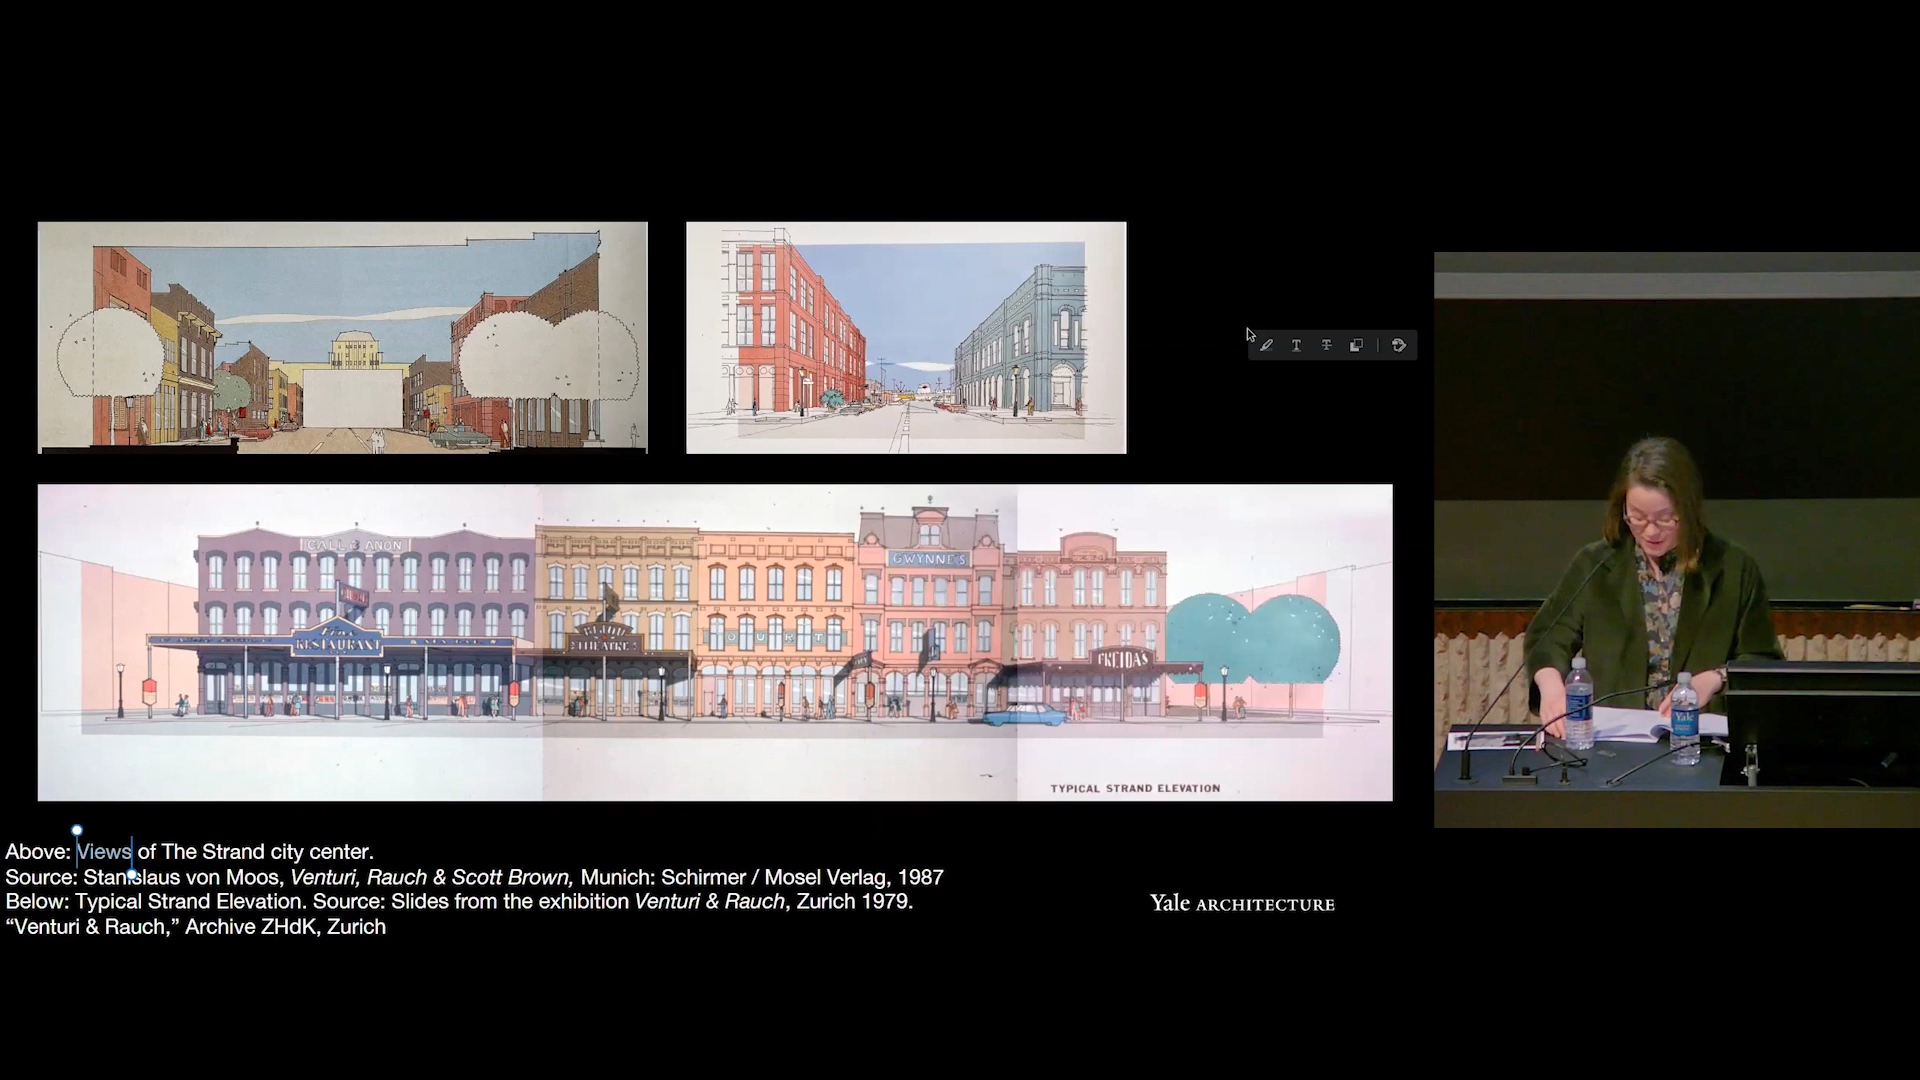 CALL & ANON
GWYNNE'S
RESTAURANT
THEATRE
COURT
FREIDA'S
TYPICAL STRAND ELEVATION
Above: Views of The Strand city center.
Source: Stanislaus von Moos, Venturi, Rauch & Scott Brown, Munich: Schirmer / Mosel Verlag, 1987
Below: Typical Strand Elevation. Source: Slides from the exhibition Venturi & Rauch, Zurich 1979.
“Venturi & Rauch,” Archive ZHdK, Zurich
Yale ARCHITECTURE
Yale